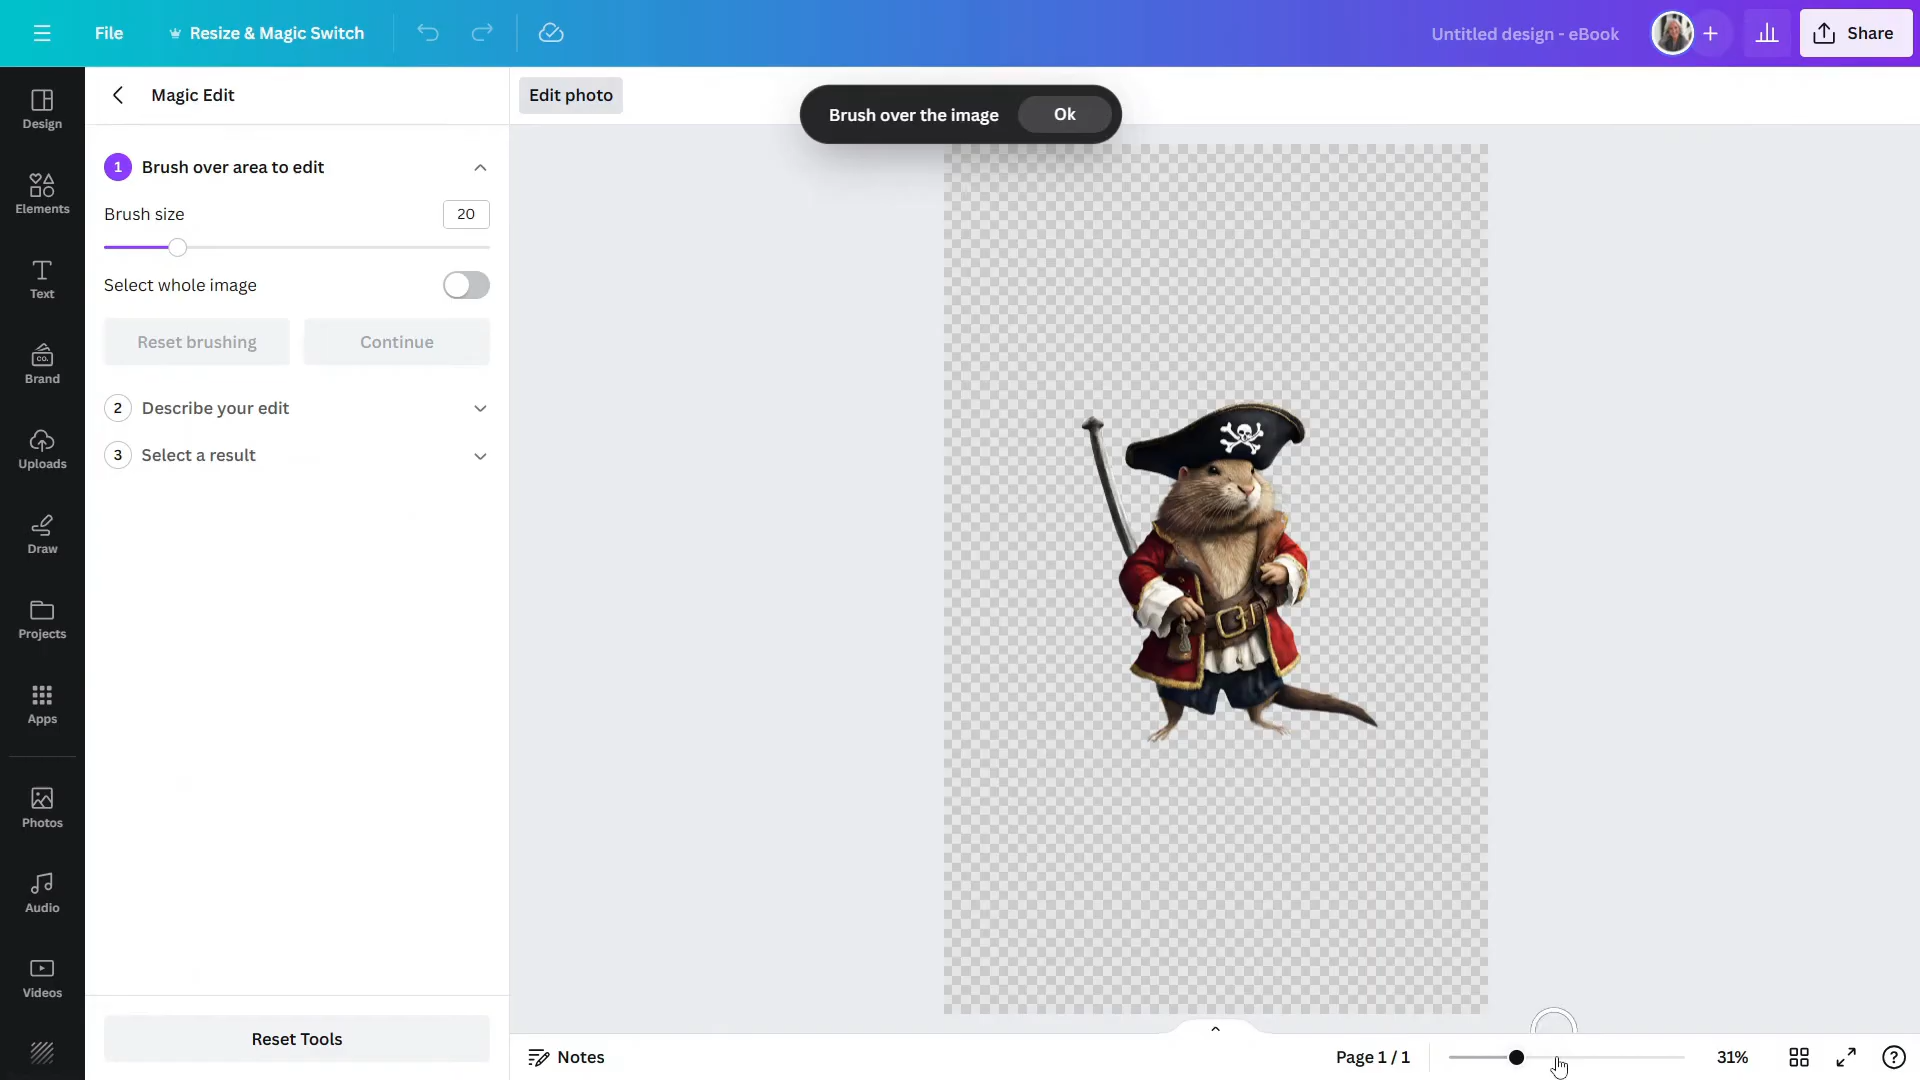 File
Resize & Magic Switch
Untitled design - eBook
Share
Design
Elements
Text
CO.
Brand
Uploads
Draw
Projects
Apps
Photos
Audio
Videos
Magic Edit
1 Brush over area to edit
Brush size 20
Select whole image
Reset brushing Continue
2 Describe your edit
3 Select a result
Reset Tools
Edit photo
Brush over the image Ok
Notes
Page 1 / 1
31%
?